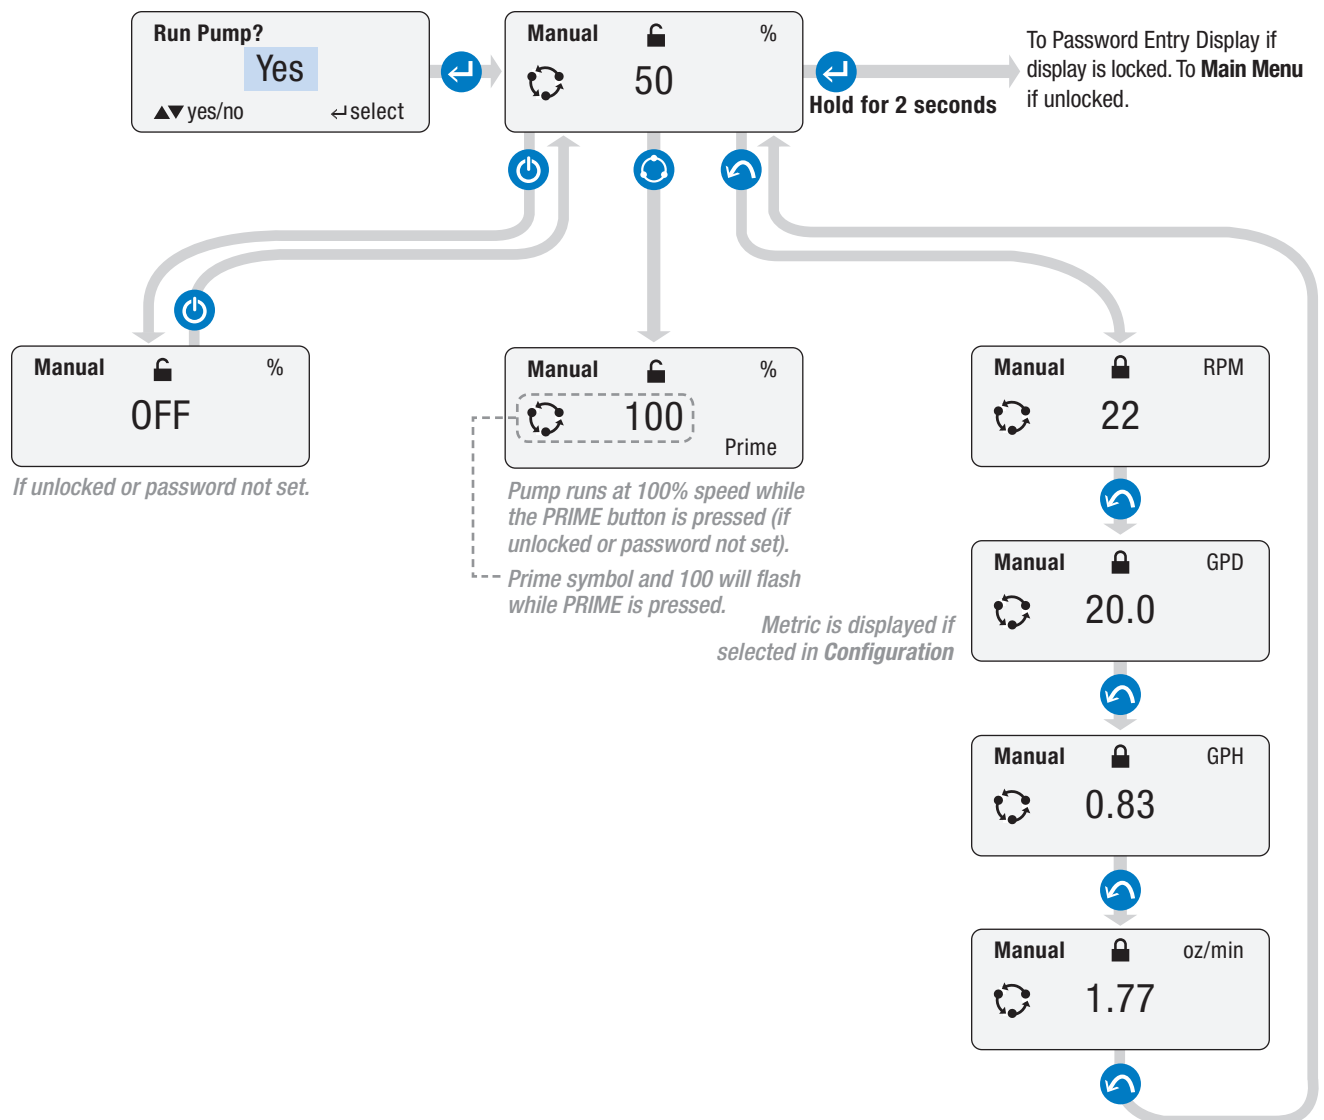 Run Pump?
Yes
▲▼ yes/no ↵ select
Manual %
50
Hold for 2 seconds
To Password Entry Display if
display is locked. To Main Menu
if unlocked.
Manual %
OFF
If unlocked or password not set.
Manual %
100
Prime
Pump runs at 100% speed while
the PRIME button is pressed (if
unlocked or password not set).
Prime symbol and 100 will flash
while PRIME is pressed.
Manual RPM
22
Manual GPD
20.0
Metric is displayed if
selected in Configuration
Manual GPH
0.83
Manual oz/min
1.77